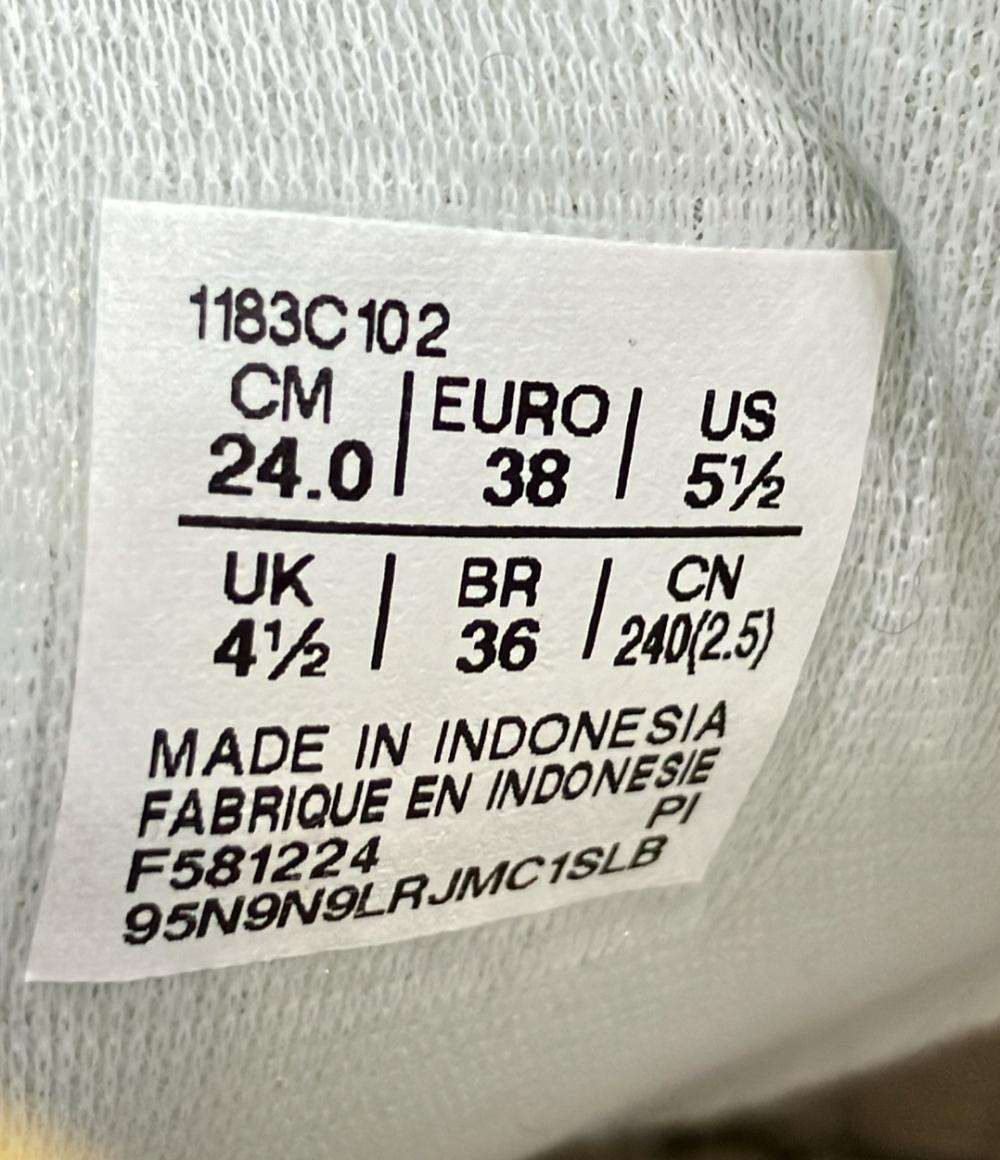 1183C102
CM | EURO | US
24.0 | 38 | 5½
UK | BR | CN
4½ | 36 | 240(2.5)
MADE IN INDONESIA
FABRIQUE EN INDONESIE
PI
F581224
95N9N9LRJMC1SLB